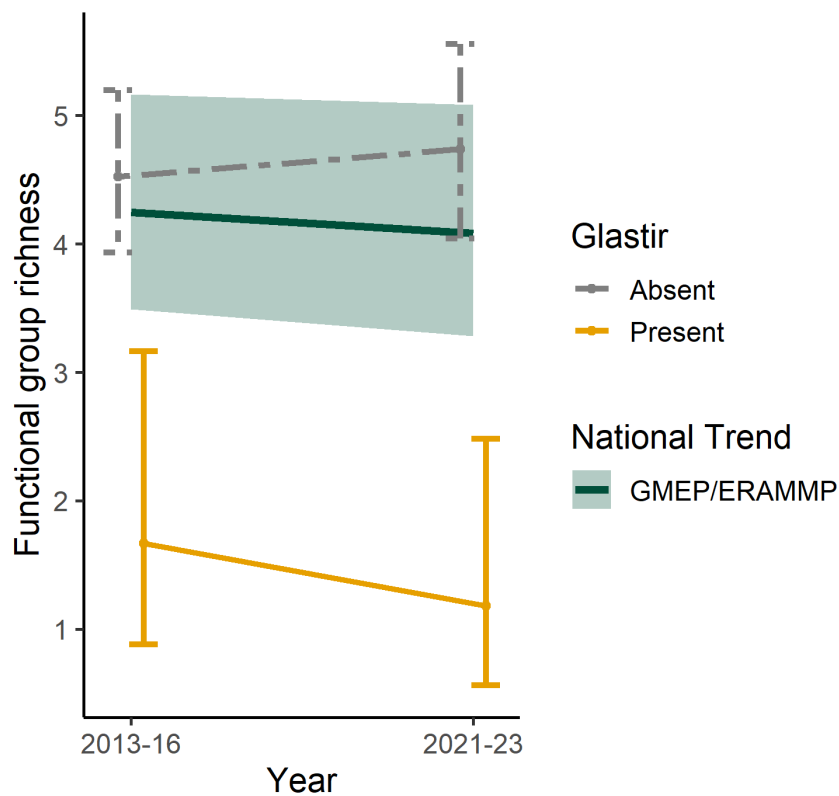 Functional group richness
5
4
3
2
1
2013-16
2021-23
Year
Glastir
Absent
Present
National Trend
GMEP/ERAMMP